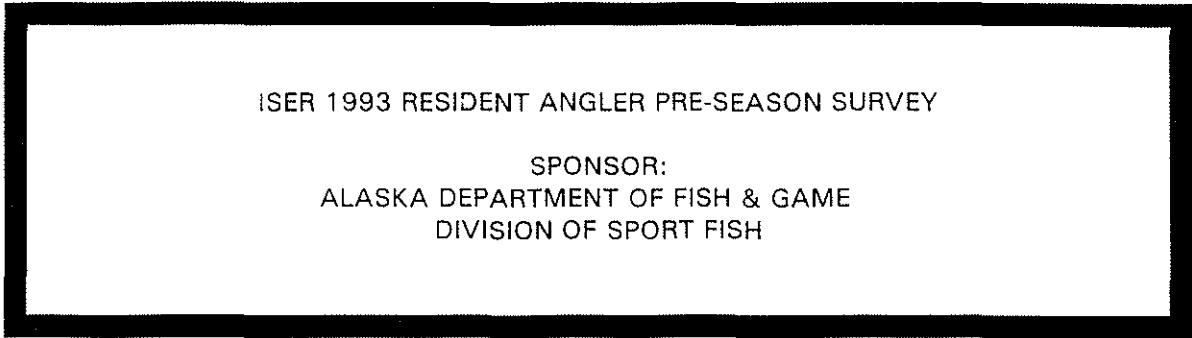 ISER 1993 RESIDENT ANGLER PRE-SEASON SURVEY
SPONSOR:
ALASKA DEPARTMENT OF FISH & GAME
DIVISION OF SPORT FISH